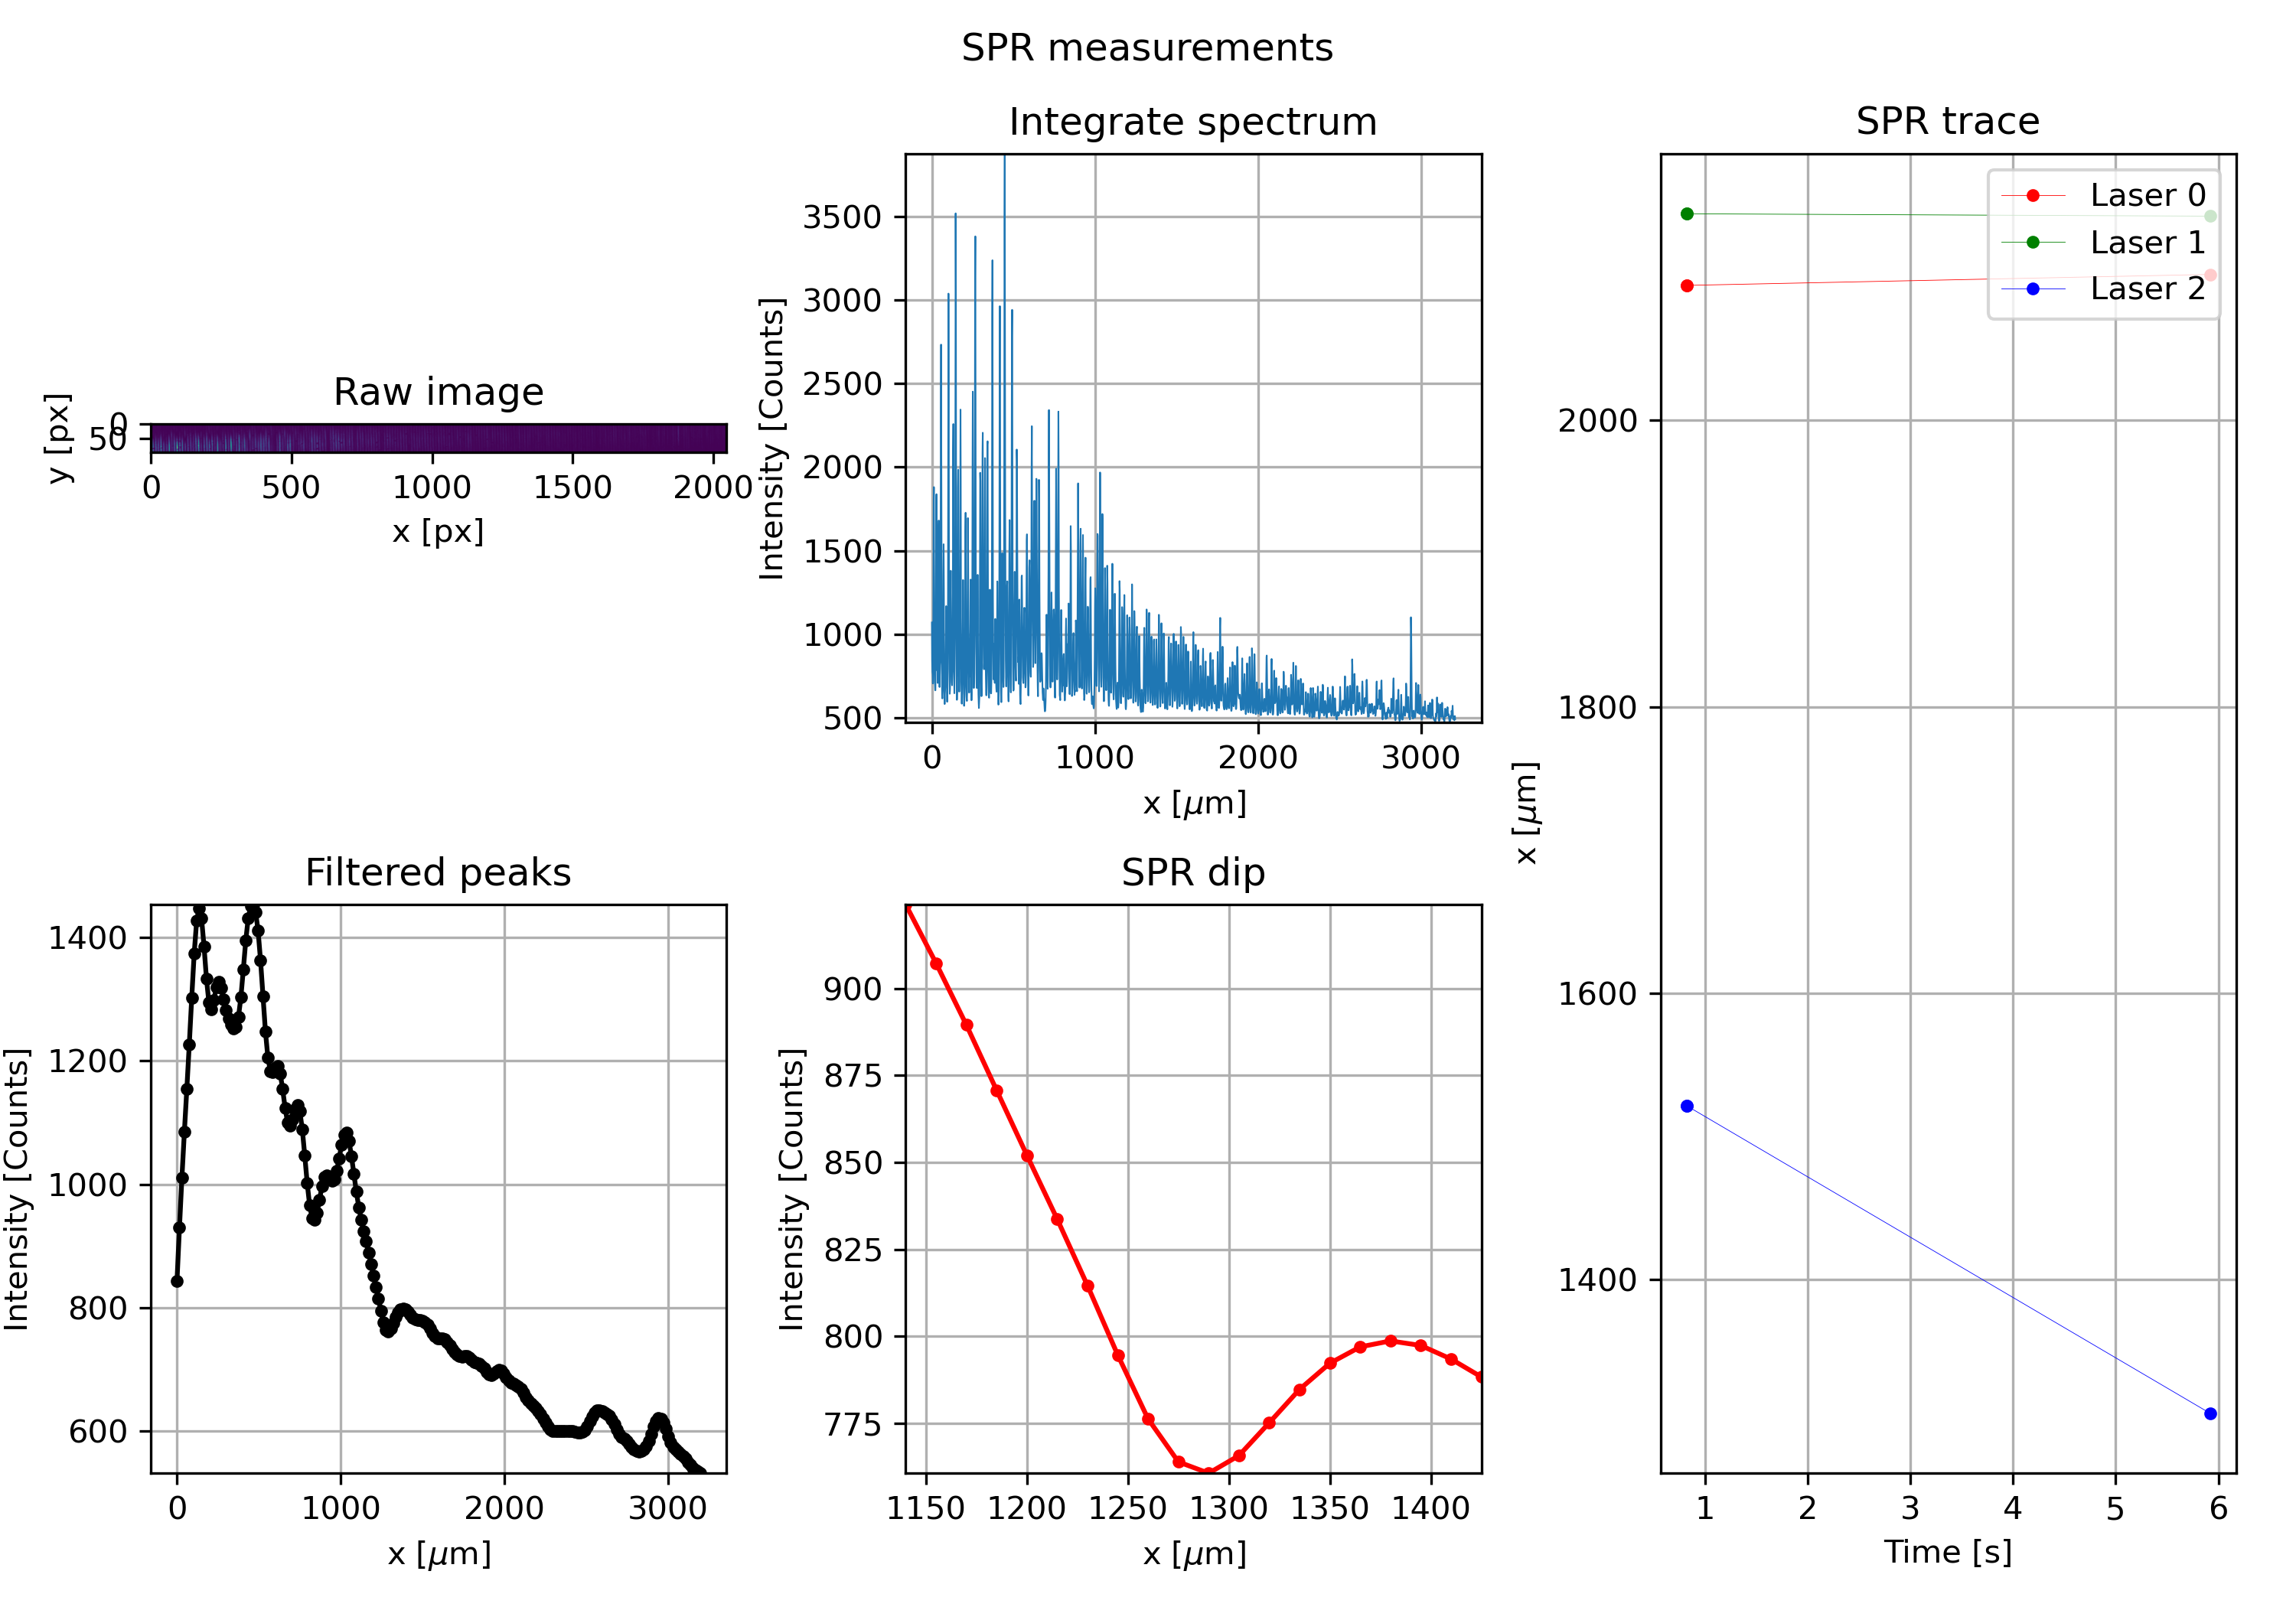 SPR measurements
Raw image
y [px]
0
50
0 500 1000 1500 2000
x [px]
Integrate spectrum
Intensity [Counts]
3500
3000
2500
2000
1500
1000
500
0 1000 2000 3000
x [μm]
Filtered peaks
Intensity [Counts]
1400
1200
1000
800
600
0 1000 2000 3000
x [μm]
SPR dip
Intensity [Counts]
900
875
850
825
800
775
1150 1200 1250 1300 1350 1400
x [μm]
SPR trace
Laser 0
Laser 1
Laser 2
x [μm]
2000
1800
1600
1400
1 2 3 4 5 6
Time [s]